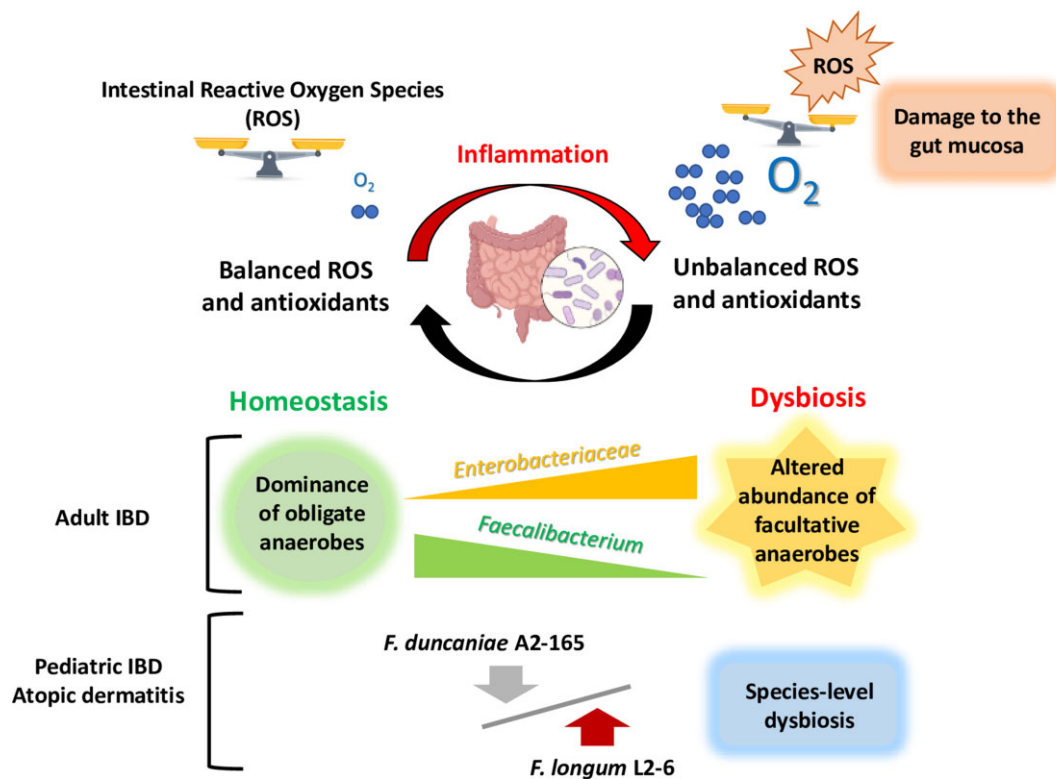 Intestinal Reactive Oxygen Species
(ROS)
O₂
Balanced ROS
and antioxidants
Inflammation
ROS
O₂
Damage to the
gut mucosa
Unbalanced ROS
and antioxidants
Homeostasis
Dysbiosis
Adult IBD
Dominance
of obligate
anaerobes
Enterobacteriaceae
Faecalibacterium
Altered
abundance of
facultative
anaerobes
Pediatric IBD
Atopic dermatitis
F. duncaniae A2-165
F. longum L2-6
Species-level
dysbiosis